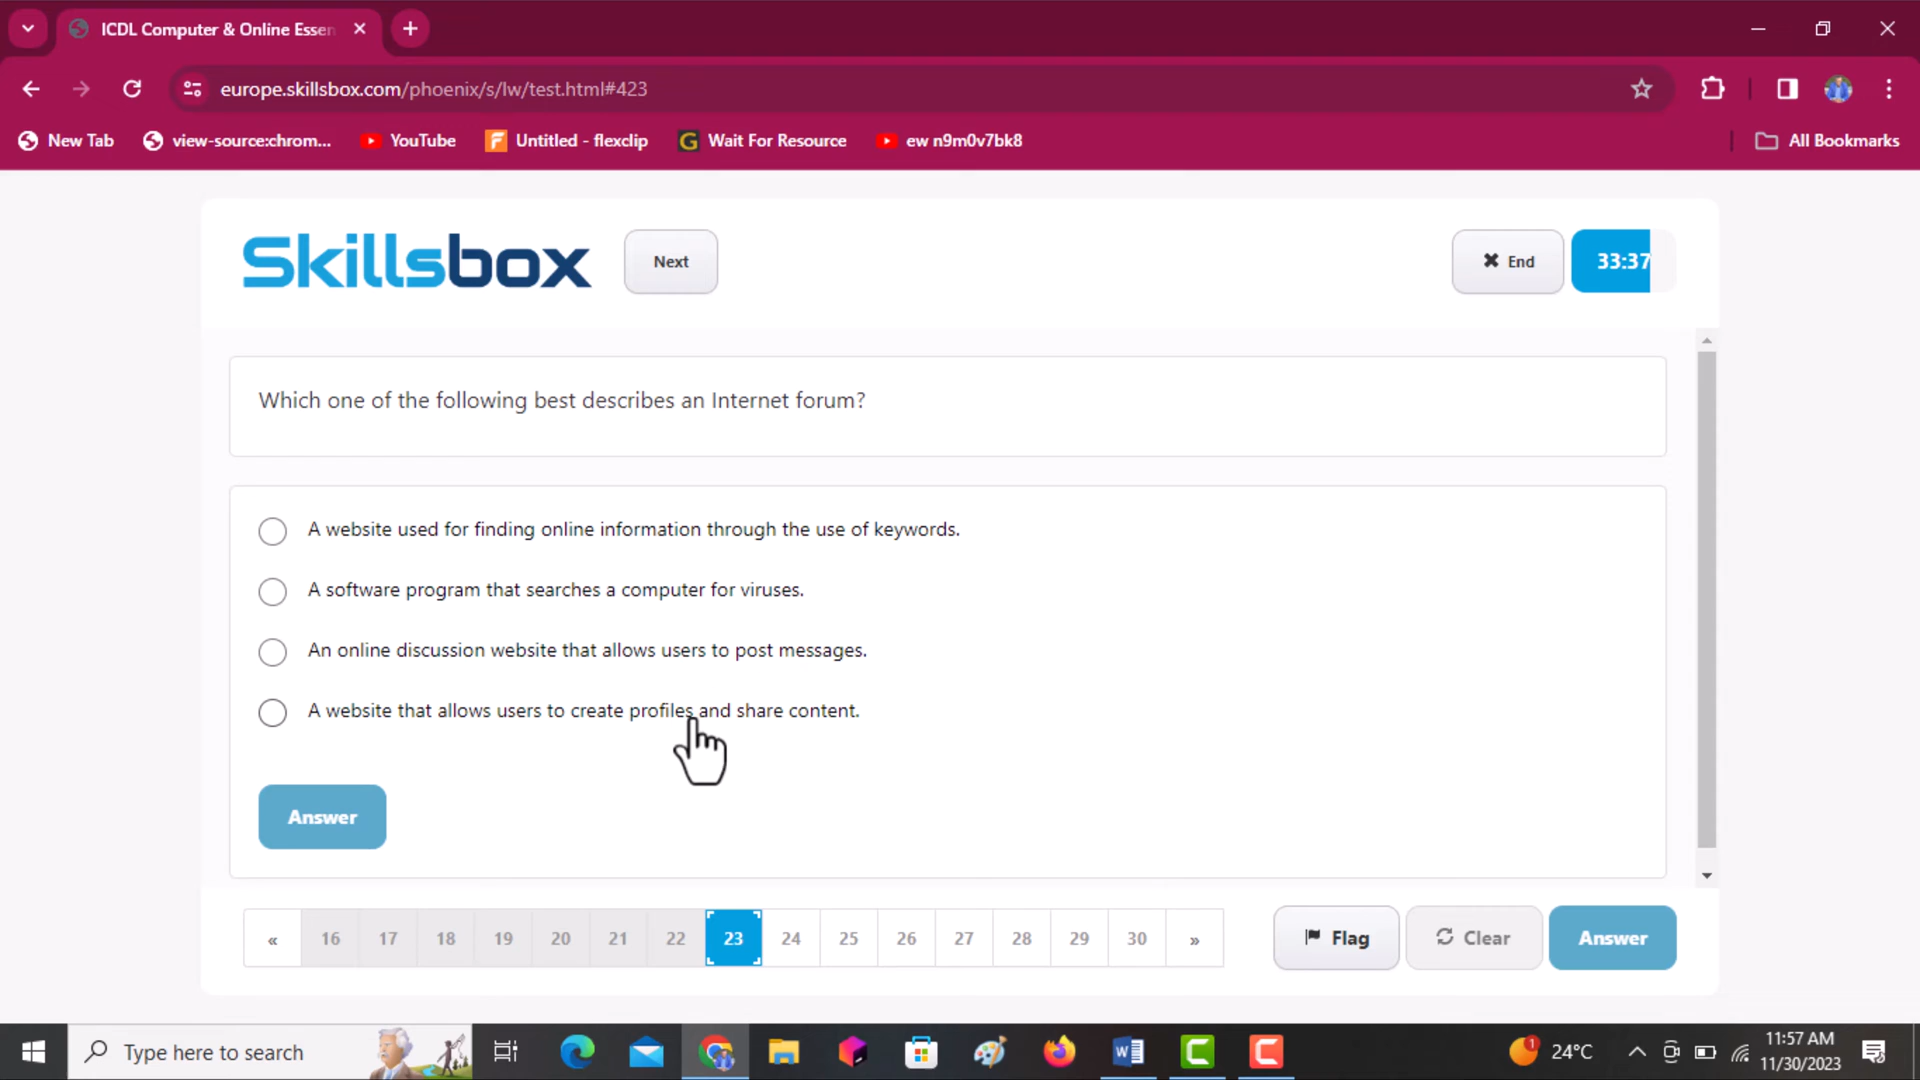 ICDL Computer & Online Essen
europe.skillsbox.com/phoenix/s/lw/test.html#423
New Tab
view-source:chrom...
YouTube
Untitled - flexclip
Wait For Resource
ew n9m0v7bk8
All Bookmarks
Skillsbox
Next
End
33:37
Which one of the following best describes an Internet forum?
A website used for finding online information through the use of keywords.
A software program that searches a computer for viruses.
An online discussion website that allows users to post messages.
A website that allows users to create profiles and share content.
Answer
« 16 17 18 19 20 21 22 23 24 25 26 27 28 29 30 »
Flag
Clear
Answer
Type here to search
1
24°C
11:57 AM
11/30/2023